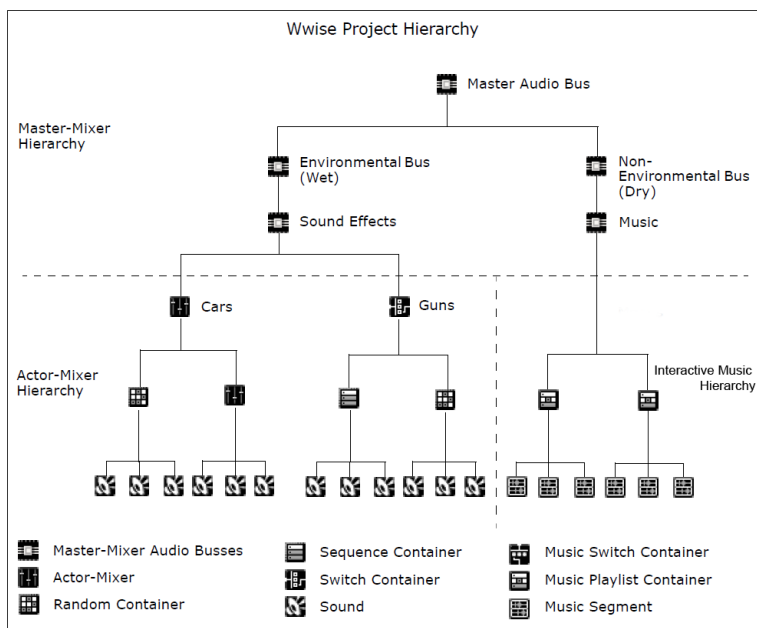 Wwise Project Hierarchy
Master Audio Bus
Master-Mixer
Hierarchy
Environmental Bus
(Wet)
Non-
Environmental Bus
(Dry)
Sound Effects
Music
Cars
Guns
Actor-Mixer
Hierarchy
Interactive Music
Hierarchy
Master-Mixer Audio Busses
Sequence Container
Music Switch Container
Actor-Mixer
Switch Container
Music Playlist Container
Random Container
Sound
Music Segment